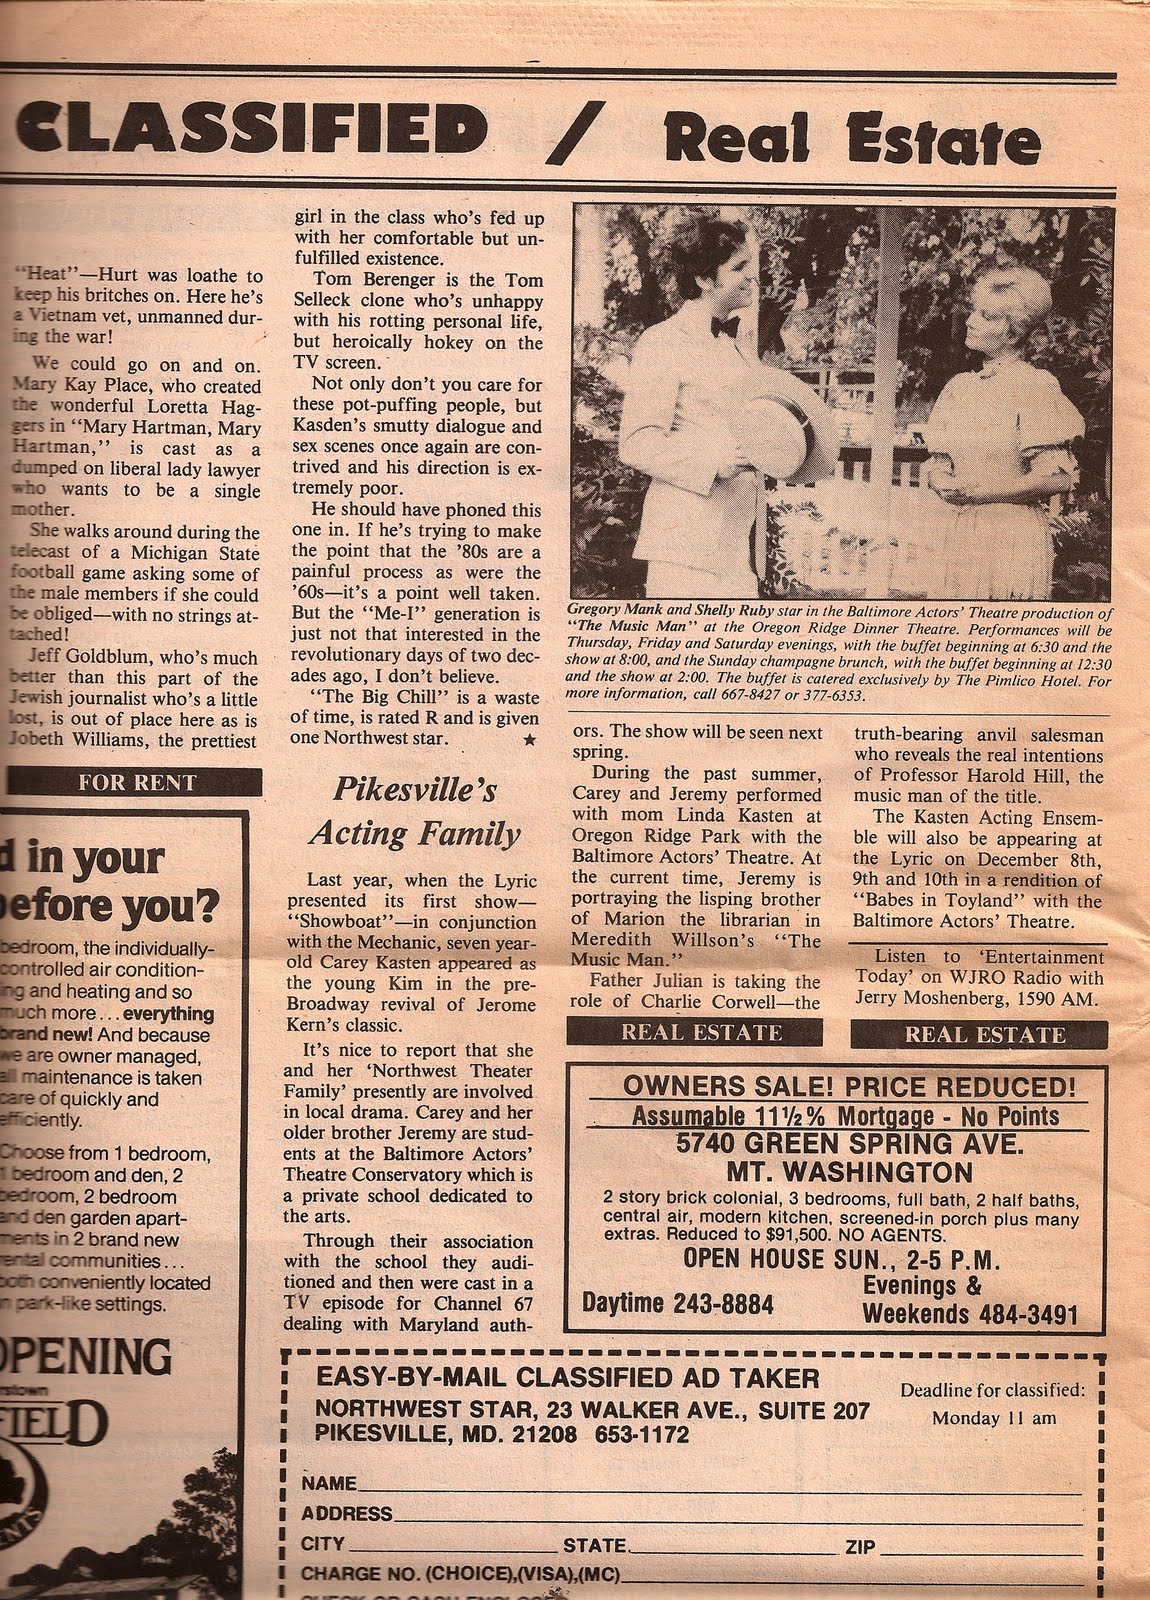 CLASSIFIED / Real Estate
"Heat"—Hurt was loathe to
keep his britches on. Here he's
a Vietnam vet, unmanned dur-
ing the war!
We could go on and on.
Mary Kay Place, who created
the wonderful Loretta Hag-
gers in "Mary Hartman, Mary
Hartman," is cast as a
dumped on liberal lady lawyer
who wants to be a single
mother.
She walks around during the
telecast of a Michigan State
football game asking some of
the male members if she could
be obliged—with no strings at-
tached!
Jeff Goldblum, who's much
better than this part of the
Jewish journalist who's a little
lost, is out of place here as is
Jobeth Williams, the prettiest
girl in the class who's fed up
with her comfortable but un-
fulfilled existence.
Tom Berenger is the Tom
Selleck clone who's unhappy
with his rotting personal life,
but heroically hokey on the
TV screen.
Not only don't you care for
these pot-puffing people, but
Kasden's smutty dialogue and
sex scenes once again are con-
trived and his direction is ex-
tremely poor.
He should have phoned this
one in. If he's trying to make
the point that the '80s are a
painful process as were the
'60s—it's a point well taken.
But the "Me-I" generation is
just not that interested in the
revolutionary days of two dec-
ades ago, I don't believe.
"The Big Chill" is a waste
of time, is rated R and is given
one Northwest star. ★
Gregory Mank and Shelly Ruby star in the Baltimore Actors' Theatre production of
"The Music Man" at the Oregon Ridge Dinner Theatre. Performances will be
Thursday, Friday and Saturday evenings, with the buffet beginning at 6:30 and the
show at 8:00, and the Sunday champagne brunch, with the buffet beginning at 12:30
and the show at 2:00. The buffet is catered exclusively by The Pimlico Hotel. For
more information, call 667-8427 or 377-6353.
Pikesville's
Acting Family
Last year, when the Lyric
presented its first show—
"Showboat"—in conjunction
with the Mechanic, seven year-
old Carey Kasten appeared as
the young Kim in the pre-
Broadway revival of Jerome
Kern's classic.
It's nice to report that she
and her 'Northwest Theater
Family' presently are involved
in local drama. Carey and her
older brother Jeremy are stud-
ents at the Baltimore Actors'
Theatre Conservatory which is
a private school dedicated to
the arts.
Through their association
with the school they audi-
tioned and then were cast in a
TV episode for Channel 67
dealing with Maryland auth-
ors. The show will be seen next
spring.
During the past summer,
Carey and Jeremy performed
with mom Linda Kasten at
Oregon Ridge Park with the
Baltimore Actors' Theatre. At
the current time, Jeremy is
portraying the lisping brother
of Marion the librarian in
Meredith Willson's "The
Music Man."
Father Julian is taking the
role of Charlie Corwell—the
truth-bearing anvil salesman
who reveals the real intentions
of Professor Harold Hill, the
music man of the title.
The Kasten Acting Ensem-
ble will also be appearing at
the Lyric on December 8th,
9th and 10th in a rendition of
"Babes in Toyland" with the
Baltimore Actors' Theatre.
Listen to 'Entertainment
Today' on WJRO Radio with
Jerry Moshenberg, 1590 AM.
FOR RENT
d in your
before you?
bedroom, the individually-
controlled air condition-
ing and heating and so
much more...everything
brand new! And because
we are owner managed,
all maintenance is taken
care of quickly and
efficiently.
Choose from 1 bedroom,
1 bedroom and den, 2
bedroom, 2 bedroom
and den garden apart-
ments in 2 brand new
rental communities...
both conveniently located
in park-like settings.
OPENING
rstown
FIELD
ENTS
REAL ESTATE
REAL ESTATE
OWNERS SALE! PRICE REDUCED!
Assumable 11½% Mortgage - No Points
5740 GREEN SPRING AVE.
MT. WASHINGTON
2 story brick colonial, 3 bedrooms, full bath, 2 half baths,
central air, modern kitchen, screened-in porch plus many
extras. Reduced to $91,500. NO AGENTS.
OPEN HOUSE SUN., 2-5 P.M.
Daytime 243-8884
Evenings &
Weekends 484-3491
EASY-BY-MAIL CLASSIFIED AD TAKER
NORTHWEST STAR, 23 WALKER AVE., SUITE 207
PIKESVILLE, MD. 21208 653-1172
Deadline for classified:
Monday 11 am
NAME
ADDRESS
CITY STATE. ZIP
CHARGE NO. (CHOICE),(VISA),(MC)